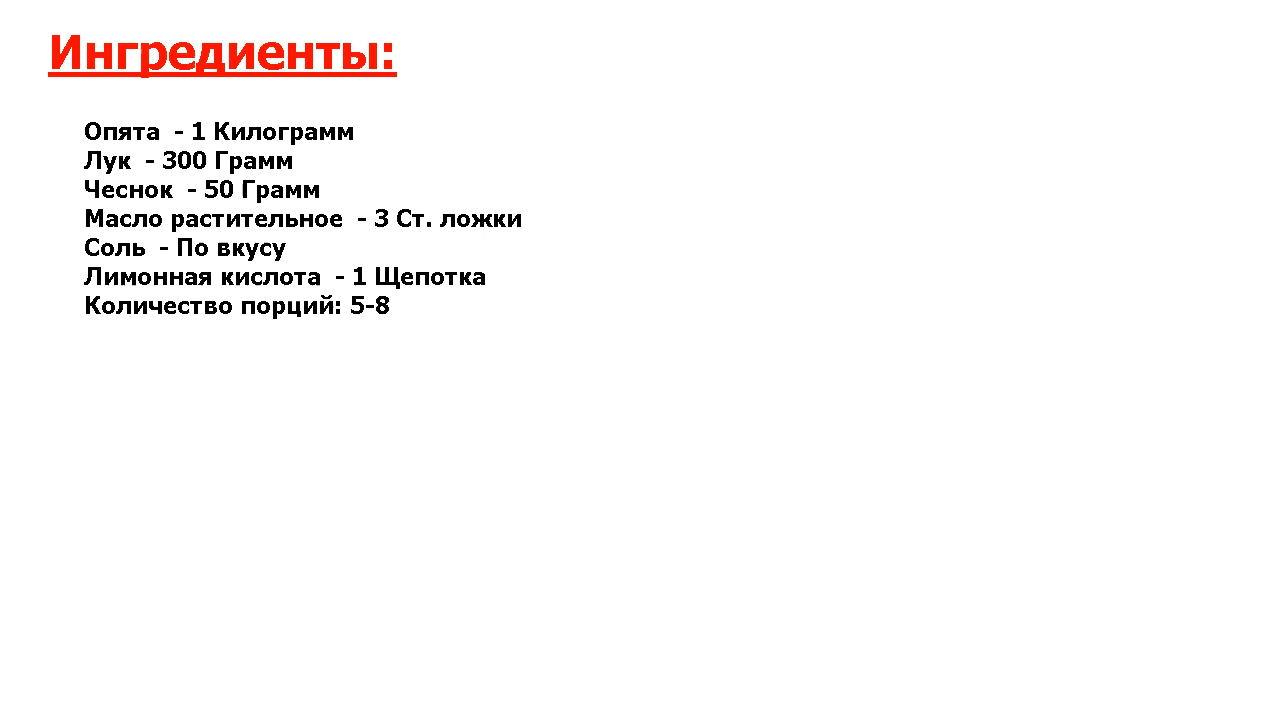 Ингредиенты:
Опята  - 1 Килограмм
Лук  - 300 Грамм
Чеснок  - 50 Грамм
Масло растительное  - 3 Ст. ложки
Соль  - По вкусу
Лимонная кислота  - 1 Щепотка
Количество порций: 5-8